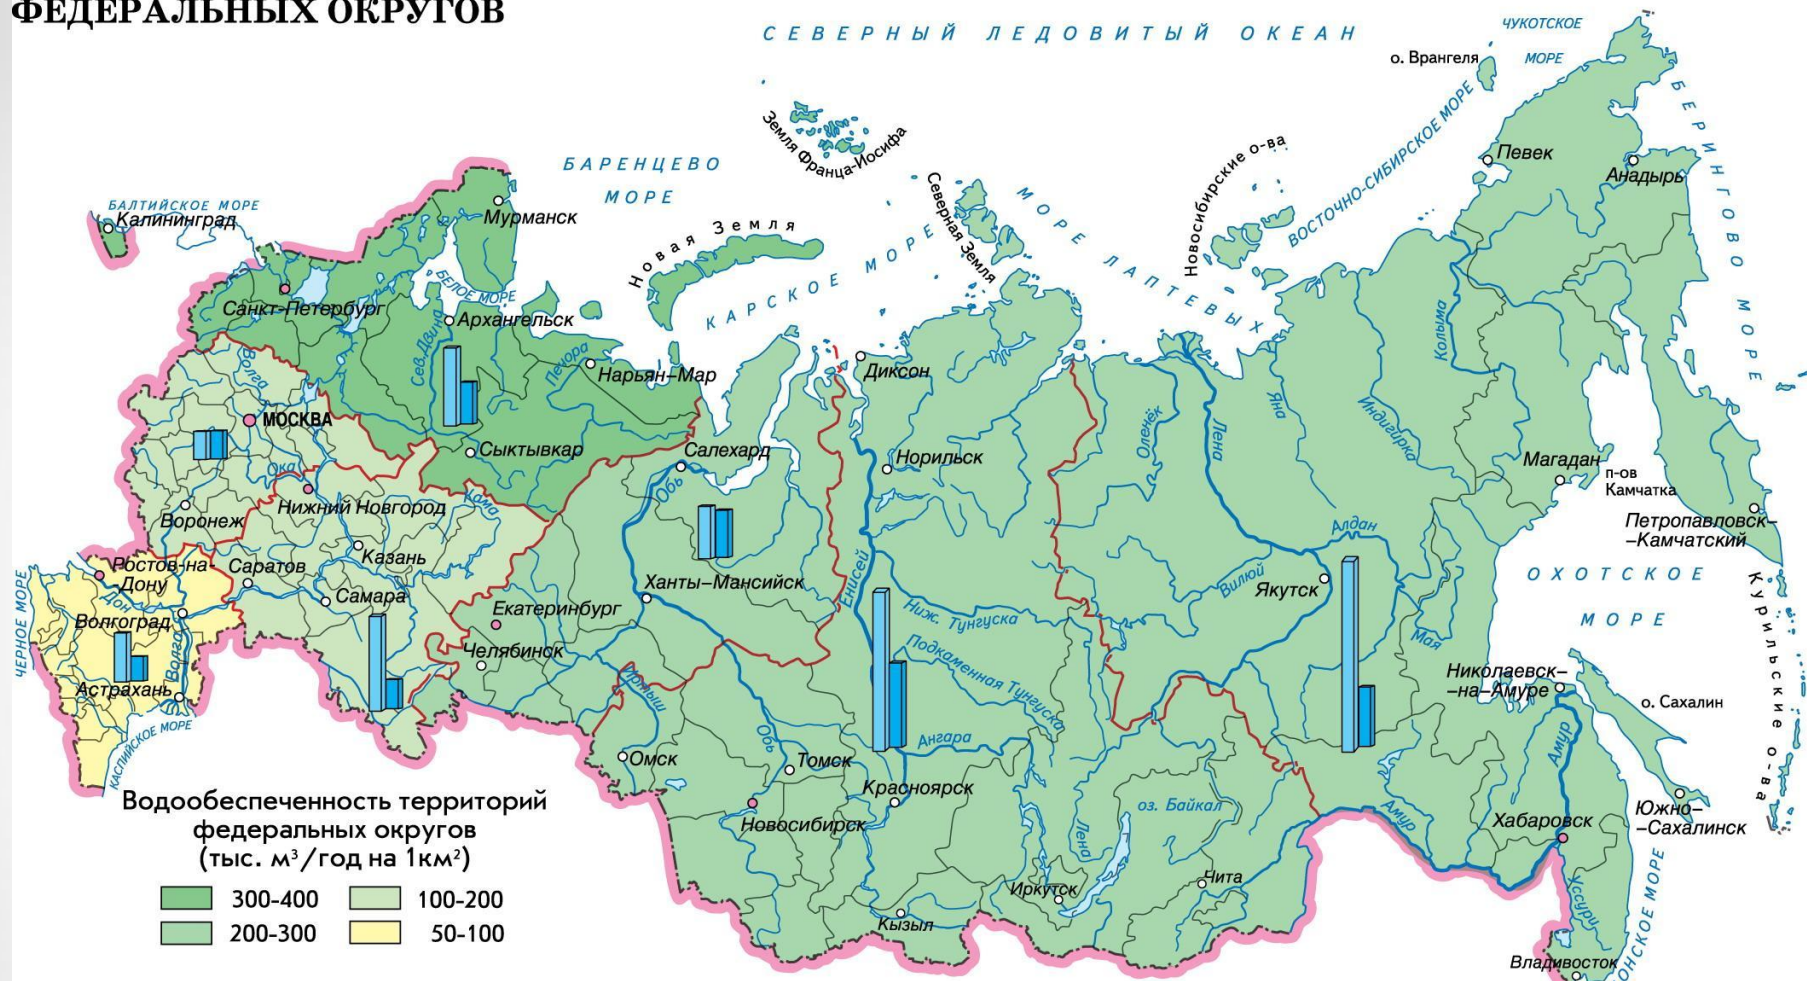 ФЕДЕРАЛЬНЫХ ОКРУГОВ
СЕВЕРНЫЙ ЛЕДОВИТЫЙ ОКЕАН
ЧУКОТСКОЕ
МОРЕ
о. Врангеля
БЕРИНГОВО МОРЕ
ВОСТОЧНО-СИБИРСКОЕ МОРЕ
Земля Франца-Иосифа
Новосибирские о-ва
Северная Земля
МОРЕ ЛАПТЕВЫХ
БАРЕНЦЕВО
МОРЕ
Новая Земля
КАРСКОЕ МОРЕ
Певек
Анадырь
БАЛТИЙСКОЕ МОРЕ
Калининград
Мурманск
БЕЛОЕ МОРЕ
Санкт-Петербург
Архангельск
Сев.Двина
Печора
Нарьян-Мар
Диксон
Волга
МОСКВА
Оленёк
Лена
Яна
Индигирка
Колыма
Сыктывкар
Салехард
Обь
Норильск
Магадан
п-ов
Камчатка
Петропавловск-
-Камчатский
Ока
Нижний Новгород
Кама
Воронеж
Казань
Ростов-на-
Дону
Саратов
Дон
Самара
Волгоград
Волга
Астрахань
ЧЕРНОЕ МОРЕ
КАСПИЙСКОЕ МОРЕ
Екатеринбург
Челябинск
Ханты-Мансийск
Енисей
Ниж. Тунгуска
Подкаменная Тунгуска
Вилюй
Якутск
Алдан
Мая
ОХОТСКОЕ
МОРЕ
Курильские о-ва
Николаевск-
-на-Амуре
о. Сахалин
Иртыш
Обь
Омск
Томск
Ангара
Красноярск
Новосибирск
оз. Байкал
Лена
Амур
Амур
Хабаровск
Южно-
-Сахалинск
Иркутск
Чита
Кызыл
Уссури
Владивосток
ОНСКОЕ МОРЕ
Водообеспеченность территорий
федеральных округов
(тыс. м³/год на 1км²)
300-400
100-200
200-300
50-100